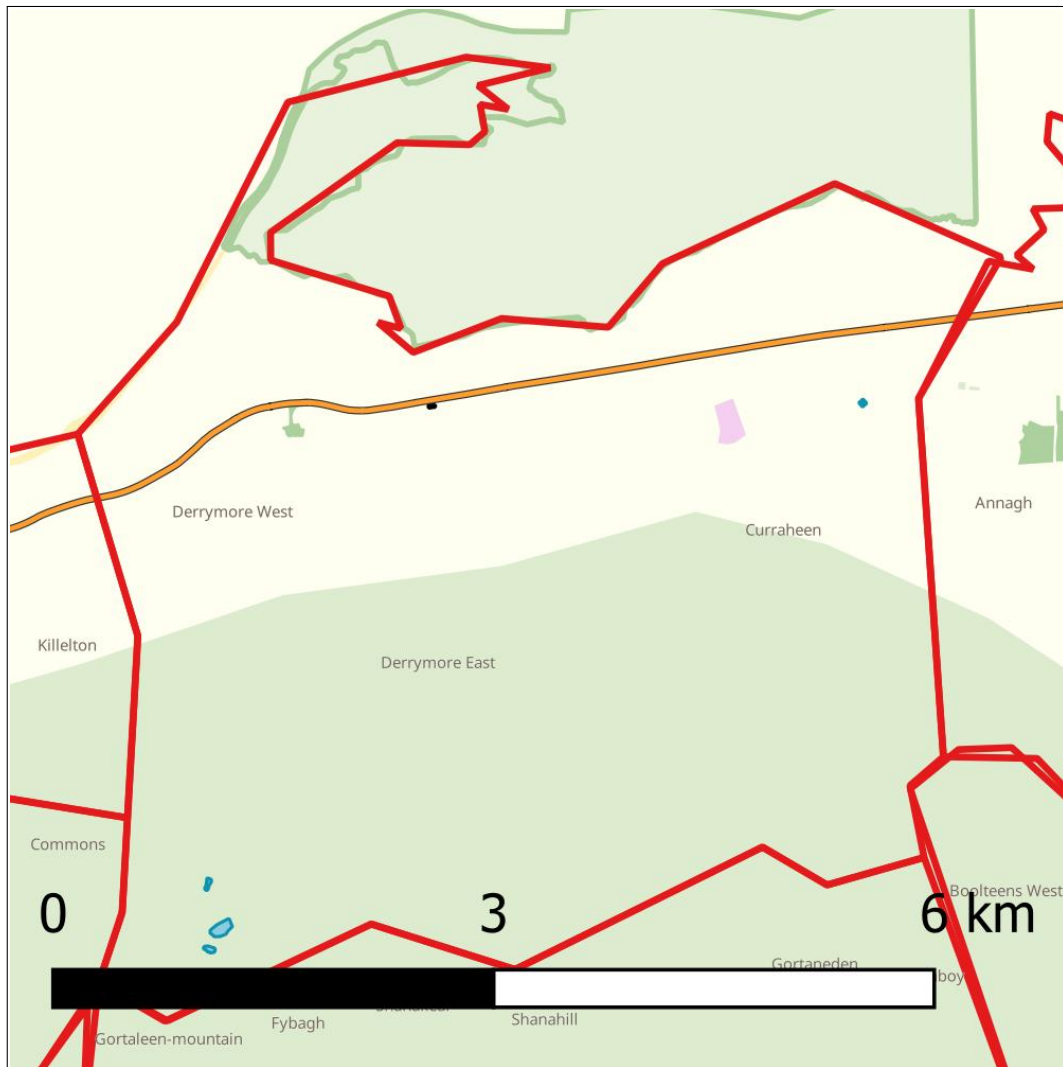 Derrymore West
Annagh
Curraheen
Killelton
Derrymore East
Commons
Boolteens West
0 3 6 km
Gortaneden
Fybagh
Shanahill
Gortaleen-mountain